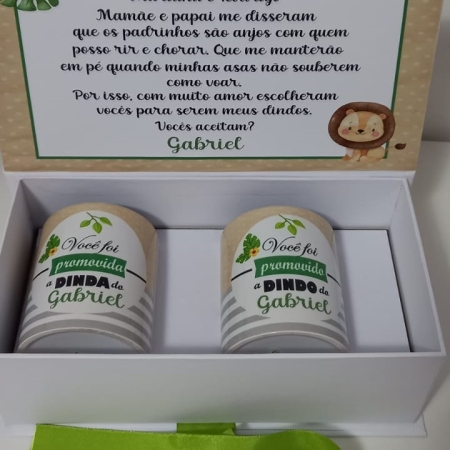 Mamãe e papai me disseram
que os padrinhos são anjos com quem
posso rir e chorar. Que me manterão
em pé quando minhas asas não souberem
como voar.
Por isso, com muito amor escolheram
vocês para serem meus dindos.
Vocês aceitam?
Gabriel
Você foi
promovida
a DINDA do
Gabriel
Você foi
promovido
a DINDO do
Gabriel